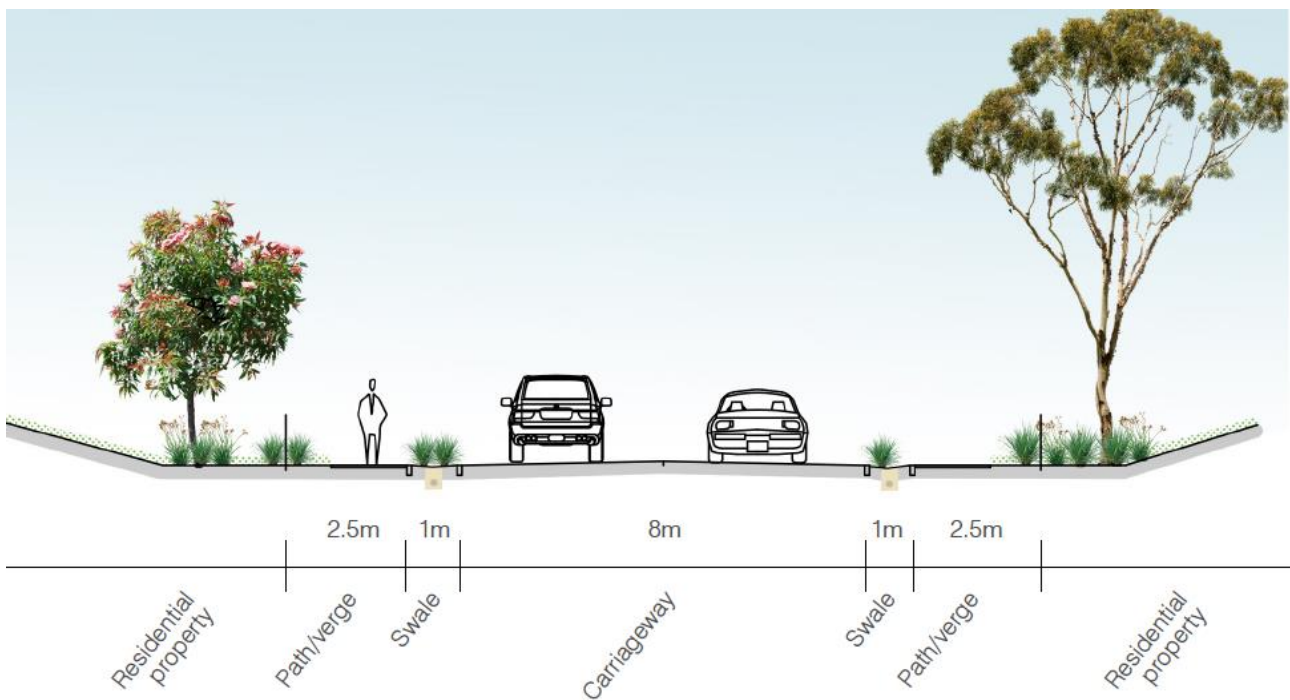 2.5m 1m 8m 1m 2.5m
Residential
property
Path/verge
Swale
Carriageway
Swale
Path/verge
Residential
property